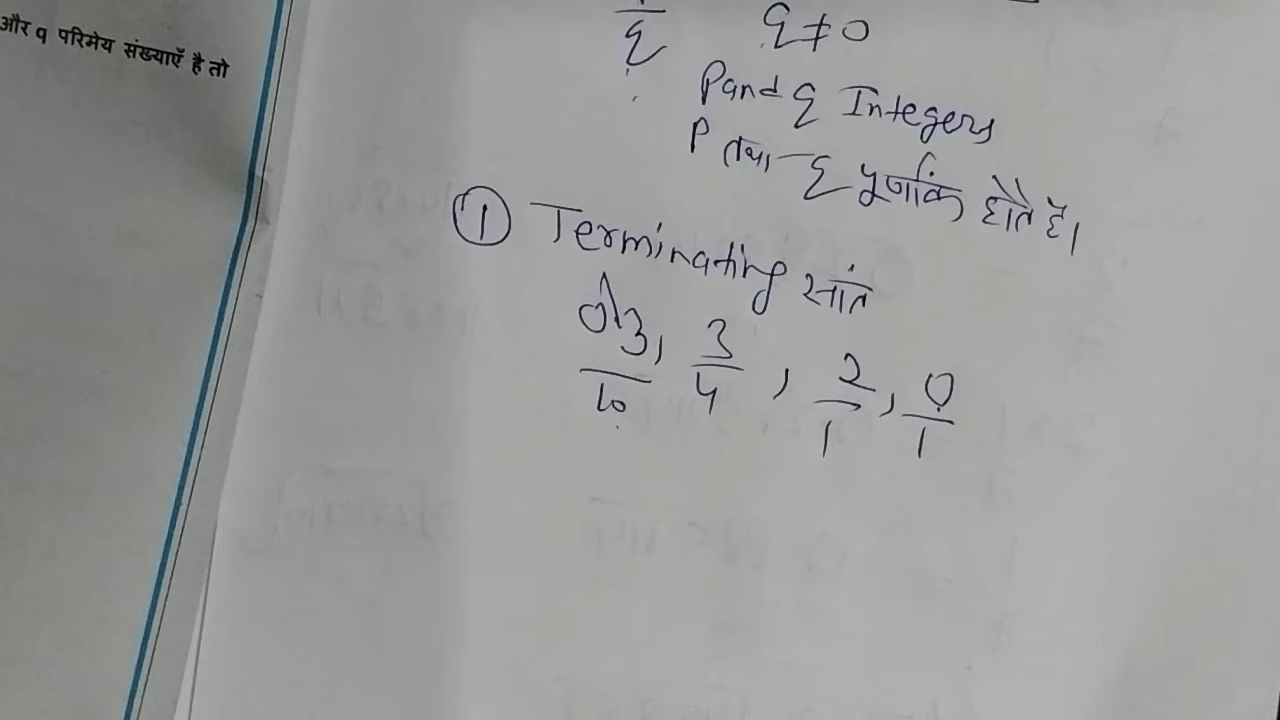 और q परिमेय संख्याएँ है तो
q q≠0
P and q Integers
P तथा q पूर्णांक होते है।
① Terminating सांत
0.3/10, 3/4, 2/1, 0/1